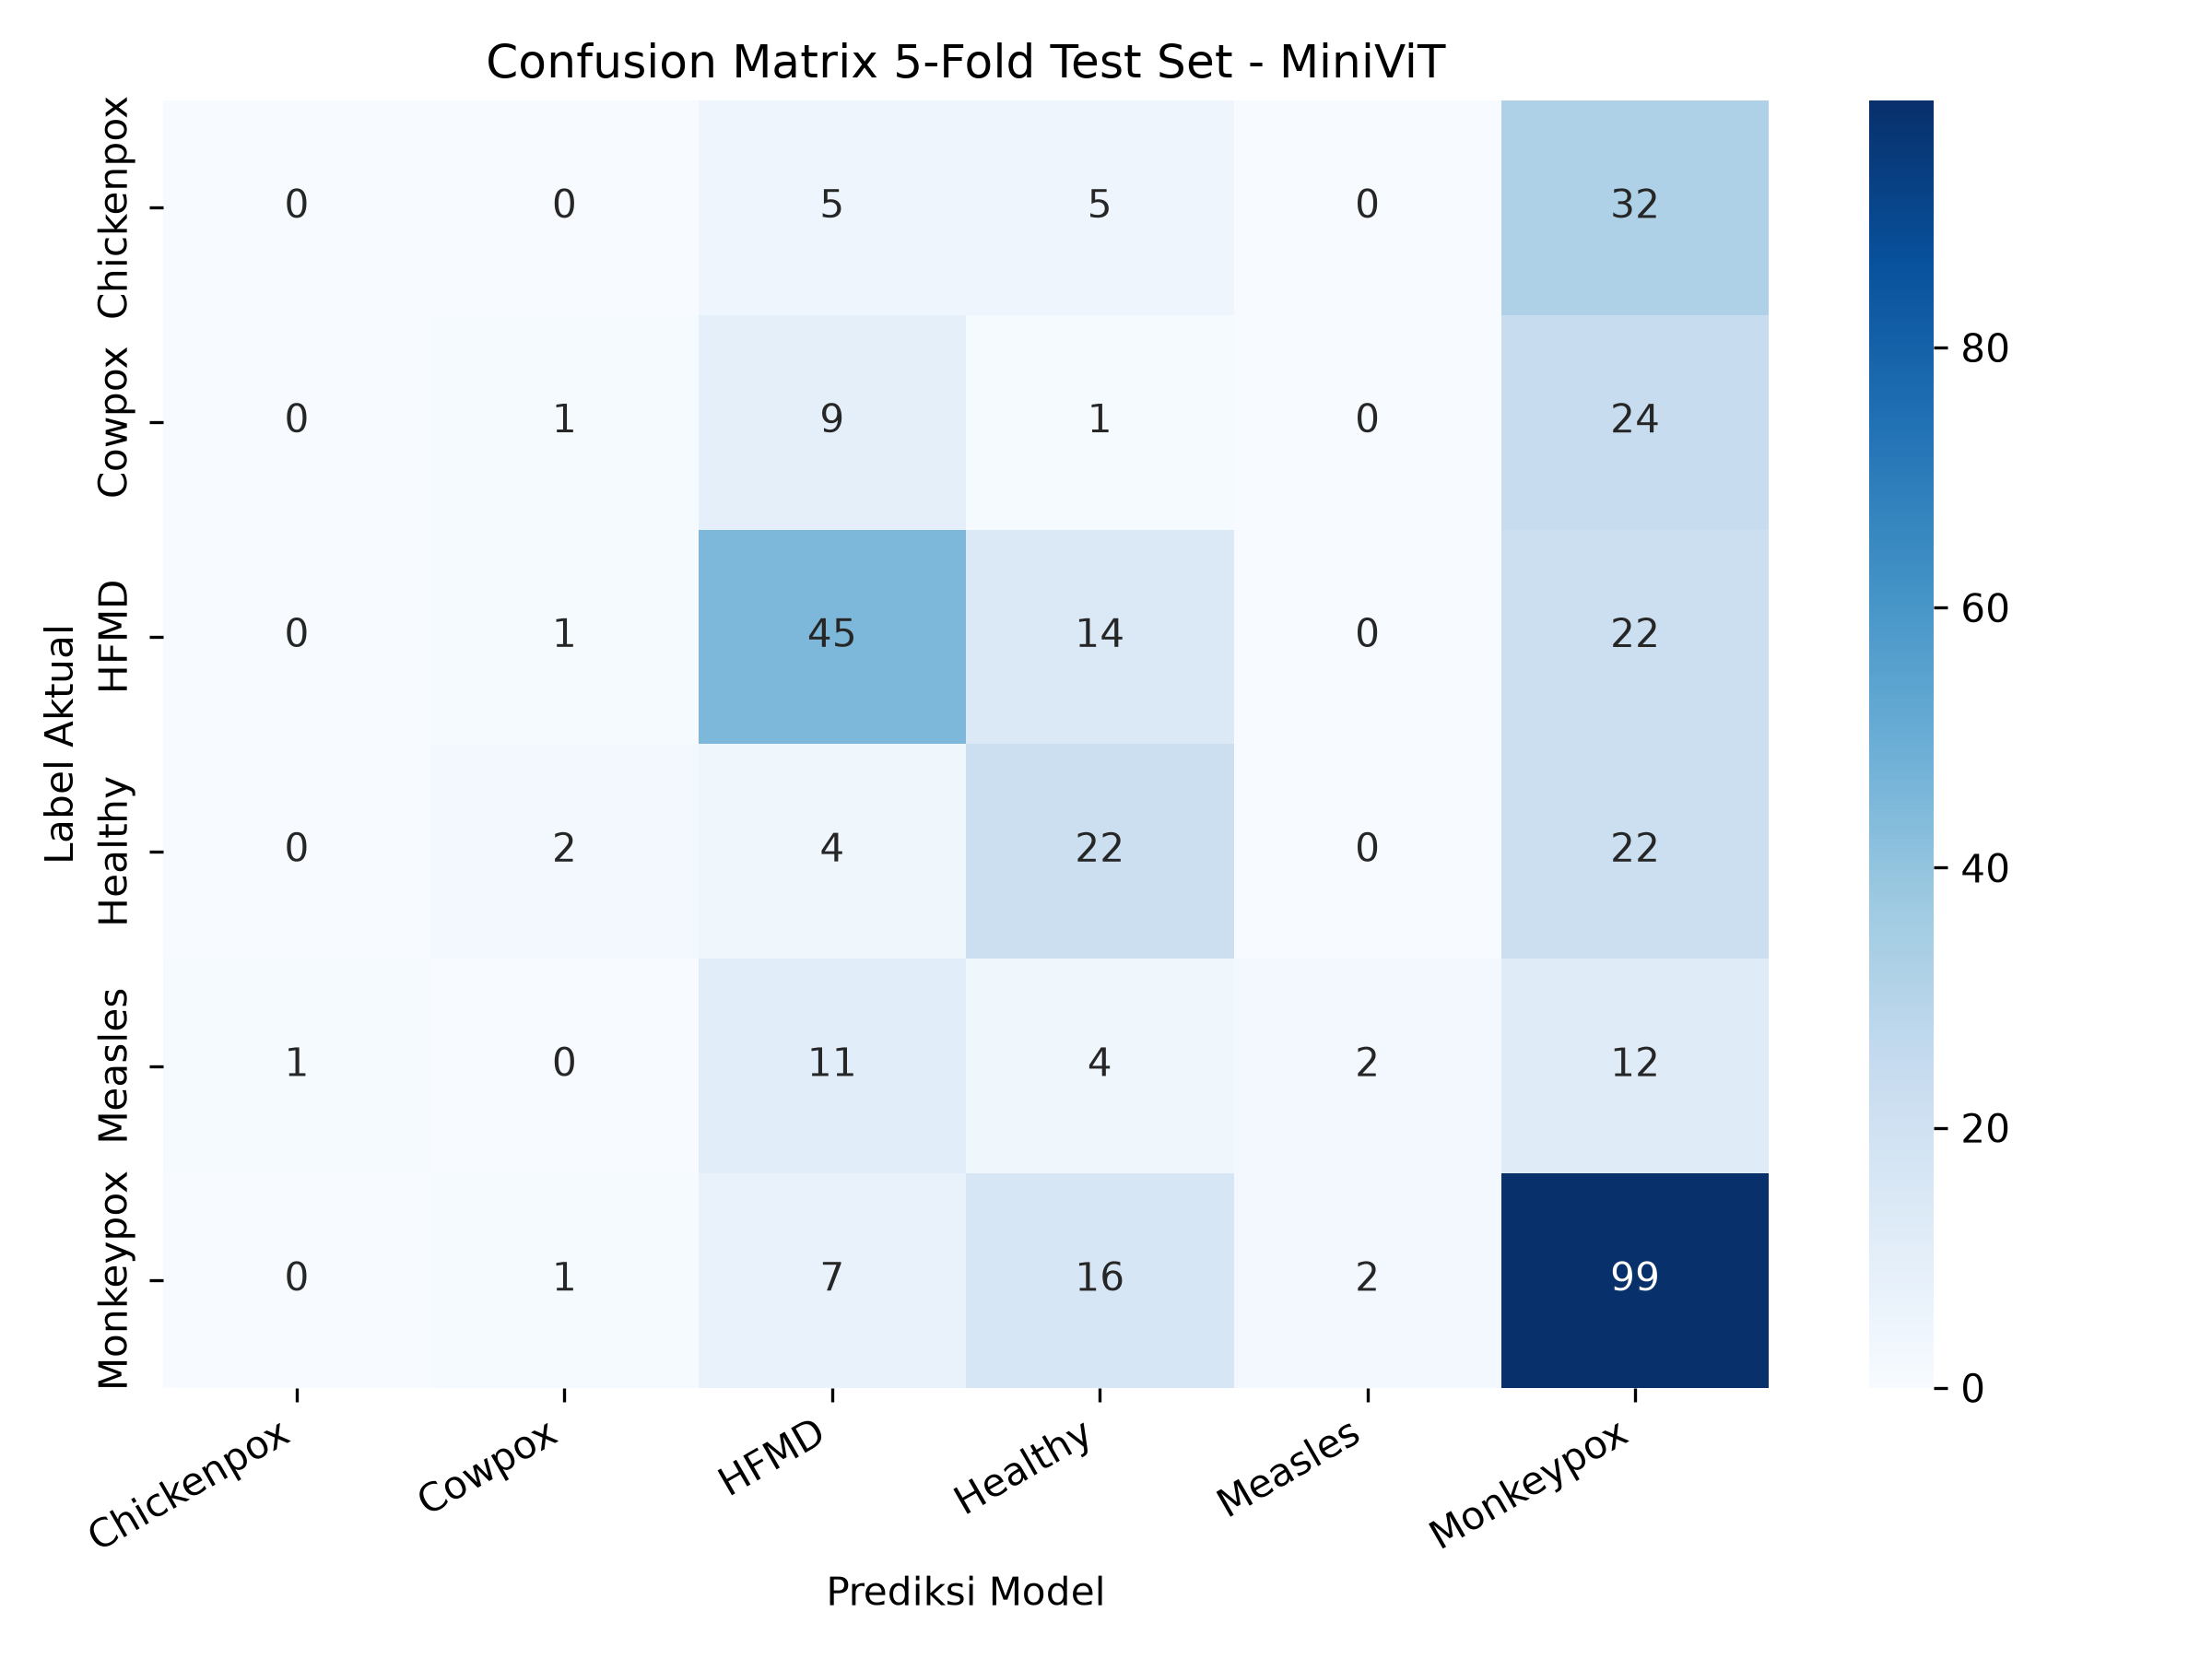 Confusion Matrix 5-Fold Test Set - MiniViT
Label Aktual
Chickenpox 0 0 5 5 0 32
Cowpox 0 1 9 1 0 24
HFMD 0 1 45 14 0 22
Healthy 0 2 4 22 0 22
Measles 1 0 11 4 2 12
Monkeypox 0 1 7 16 2 99
Chickenpox Cowpox HFMD Healthy Measles Monkeypox
Prediksi Model
80
60
40
20
0